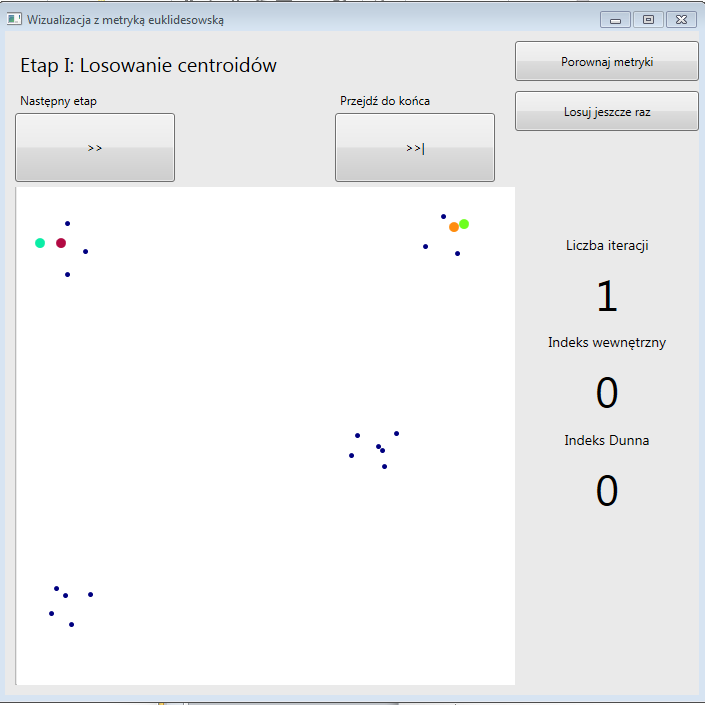 Wizualizacja z metryką euklidesowską
Etap I: Losowanie centroidów
Porownaj metryki
Następny etap
Przejdź do końca
Losuj jeszcze raz
>>
>>|
Liczba iteracji
1
Indeks wewnętrzny
0
Indeks Dunna
0